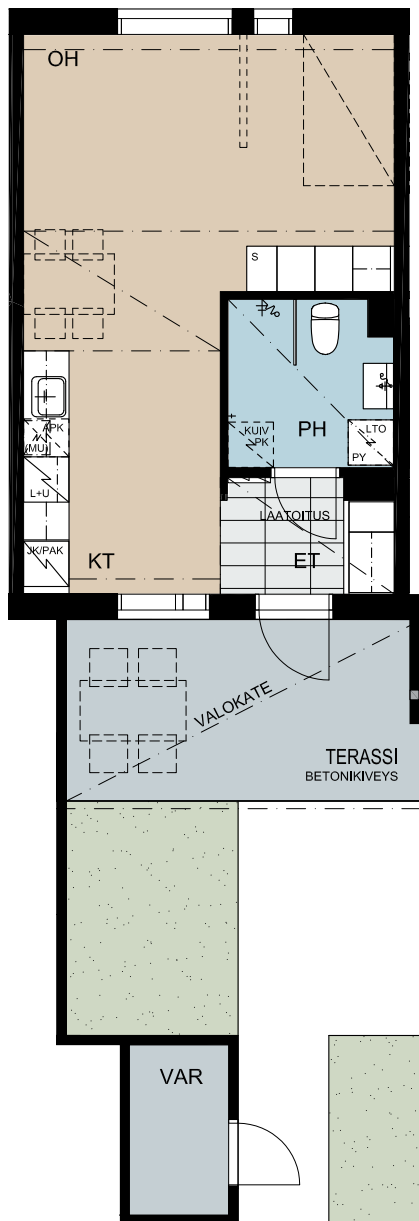 OH
S
APK
(MU)
L+U
JK/PAK
KT
KUIV
PK
PH
LTO
PY
LAATOITUS
ET
VALOKATE
TERASSI
BETONIKIVEYS
VAR